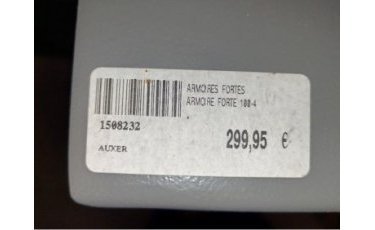 ARMOIRES FORTES
ARMOIRE FORTE 100-4
1508232
299,95 €
AUXER